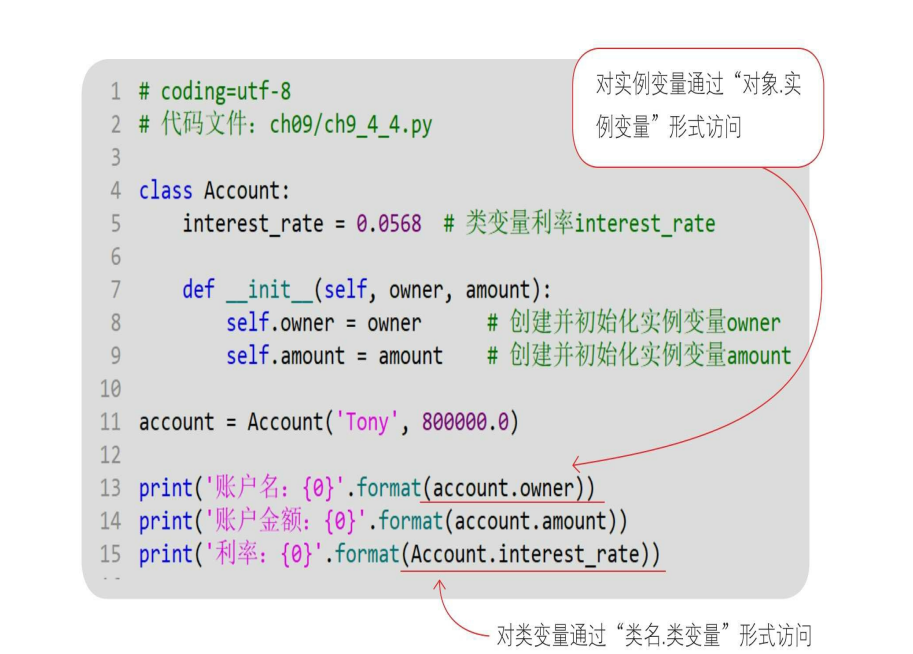 对实例变量通过“对象.实
例变量”形式访问
1 # coding=utf-8
2 # 代码文件：ch09/ch9_4_4.py
3
4 class Account:
5     interest_rate = 0.0568  # 类变量利率interest_rate
6
7     def __init__(self, owner, amount):
8         self.owner = owner      # 创建并初始化实例变量owner
9         self.amount = amount    # 创建并初始化实例变量amount
10
11 account = Account('Tony', 800000.0)
12
13 print('账户名：{0}'.format(account.owner))
14 print('账户金额：{0}'.format(account.amount))
15 print('利率：{0}'.format(Account.interest_rate))
对类变量通过“类名.类变量”形式访问